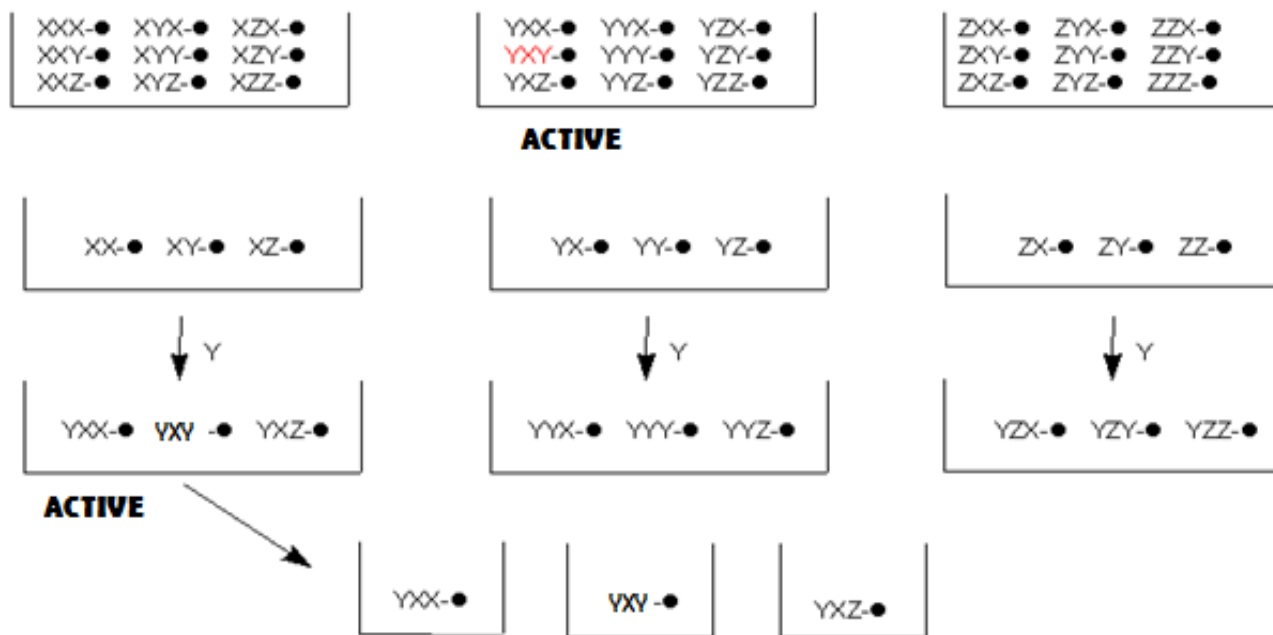 XXX-● XYX-● XZX-● YXX-● YYX-● YZX-● ZXX-● ZYX-● ZZX-●
XXY-● XYY-● XZY-● YXY-● YYY-● YZY-● ZXY-● ZYY-● ZZY-●
XXZ-● XYZ-● XZZ-● YXZ-● YYZ-● YZZ-● ZXZ-● ZYZ-● ZZZ-●
ACTIVE
XX-● XY-● XZ-● YX-● YY-● YZ-● ZX-● ZY-● ZZ-●
Y Y Y
YXX-● YXY -● YXZ-● YYX-● YYY-● YYZ-● YZX-● YZY-● YZZ-●
ACTIVE
YXX-● YXY -● YXZ-●